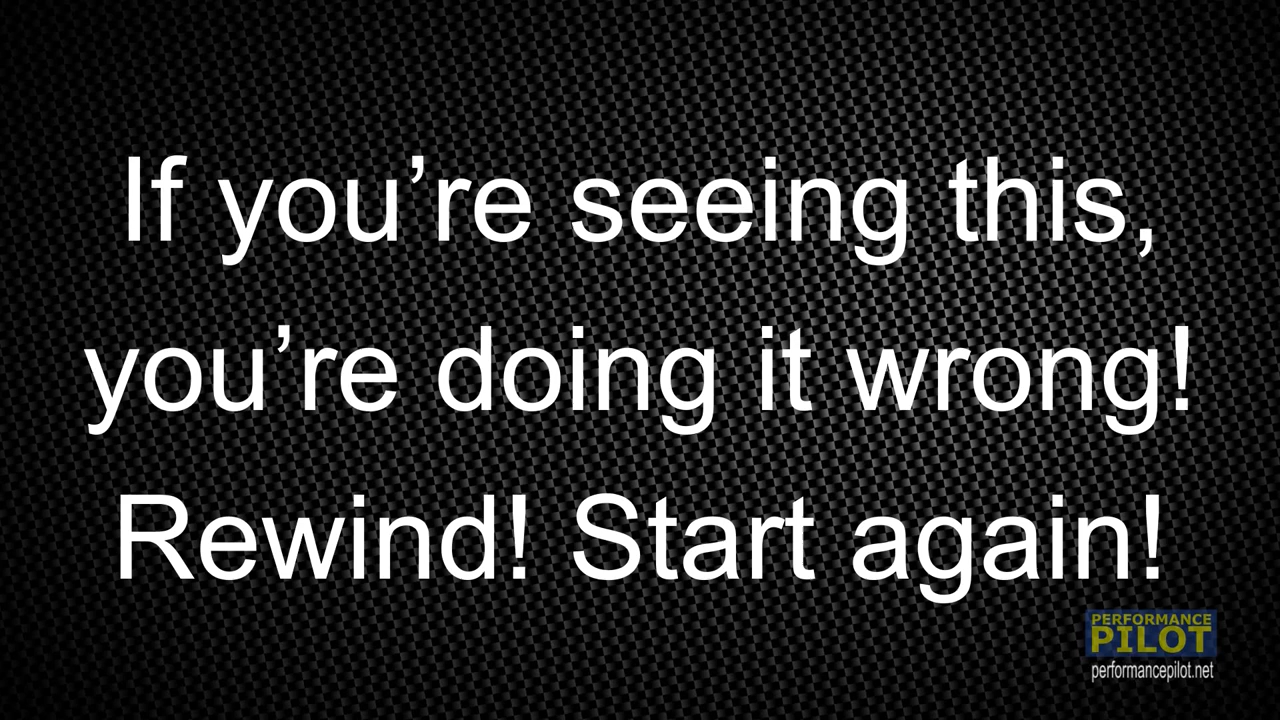 If you’re seeing this,
you’re doing it wrong!
Rewind! Start again!
PERFORMANCE
PILOT
performancepilot.net